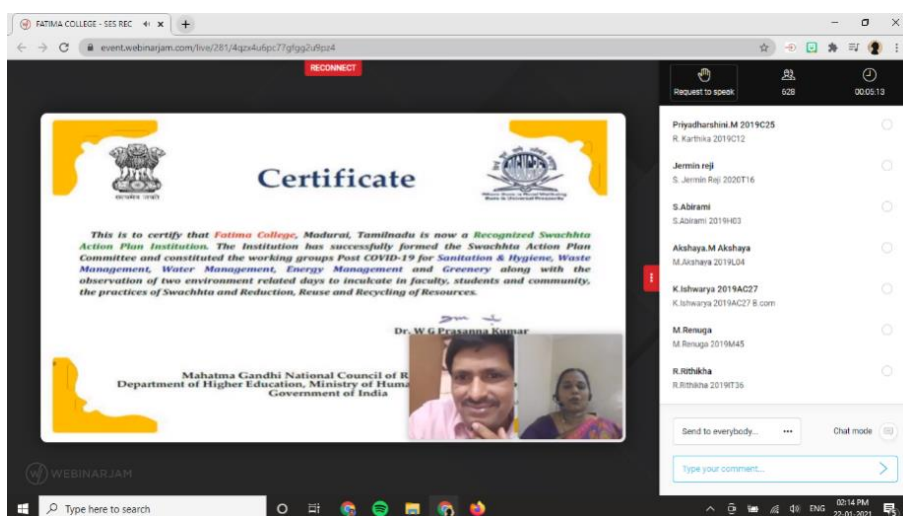 FATIMA COLLEGE - SES REC
event.webinarjam.com/live/281/4qzx4u6pc77gfgg2u9pz4
RECONNECT
Request to speak
628
00:05:13
Certificate
This is to certify that Fatima College, Madurai, Tamilnadu is now a Recognized Swachhta
Action Plan Institution. The Institution has successfully formed the Swachhta Action Plan
Committee and constituted the working groups Post COVID-19 for Sanitation & Hygiene, Waste
Management, Water Management, Energy Management and Greenery along with the
observation of two environment related days to inculcate in faculty, students and community,
the practices of Swachhta and Reduction, Reuse and Recycling of Resources.
Dr. W G Prasanna Kumar
Mahatma Gandhi National Council of R
Department of Higher Education, Ministry of Huma
Government of India
Priyadharshini.M 2019C25
R. Karthika 2019C12
Jermin reji
S. Jermin Reji 2020T16
S.Abirami
S.Abirami 2019H03
Akshaya.M Akshaya
M.Akshaya 2019L04
K.Ishwarya 2019AC27
K.Ishwarya 2019AC27 B.com
M.Renuga
M.Renuga 2019M45
R.Rithikha
R.Rithikha 2019IT36
Send to everybody...
Chat mode
Type your comment...
WEBINARJAM
Type here to search
ENG
02:14 PM
22-01-2021